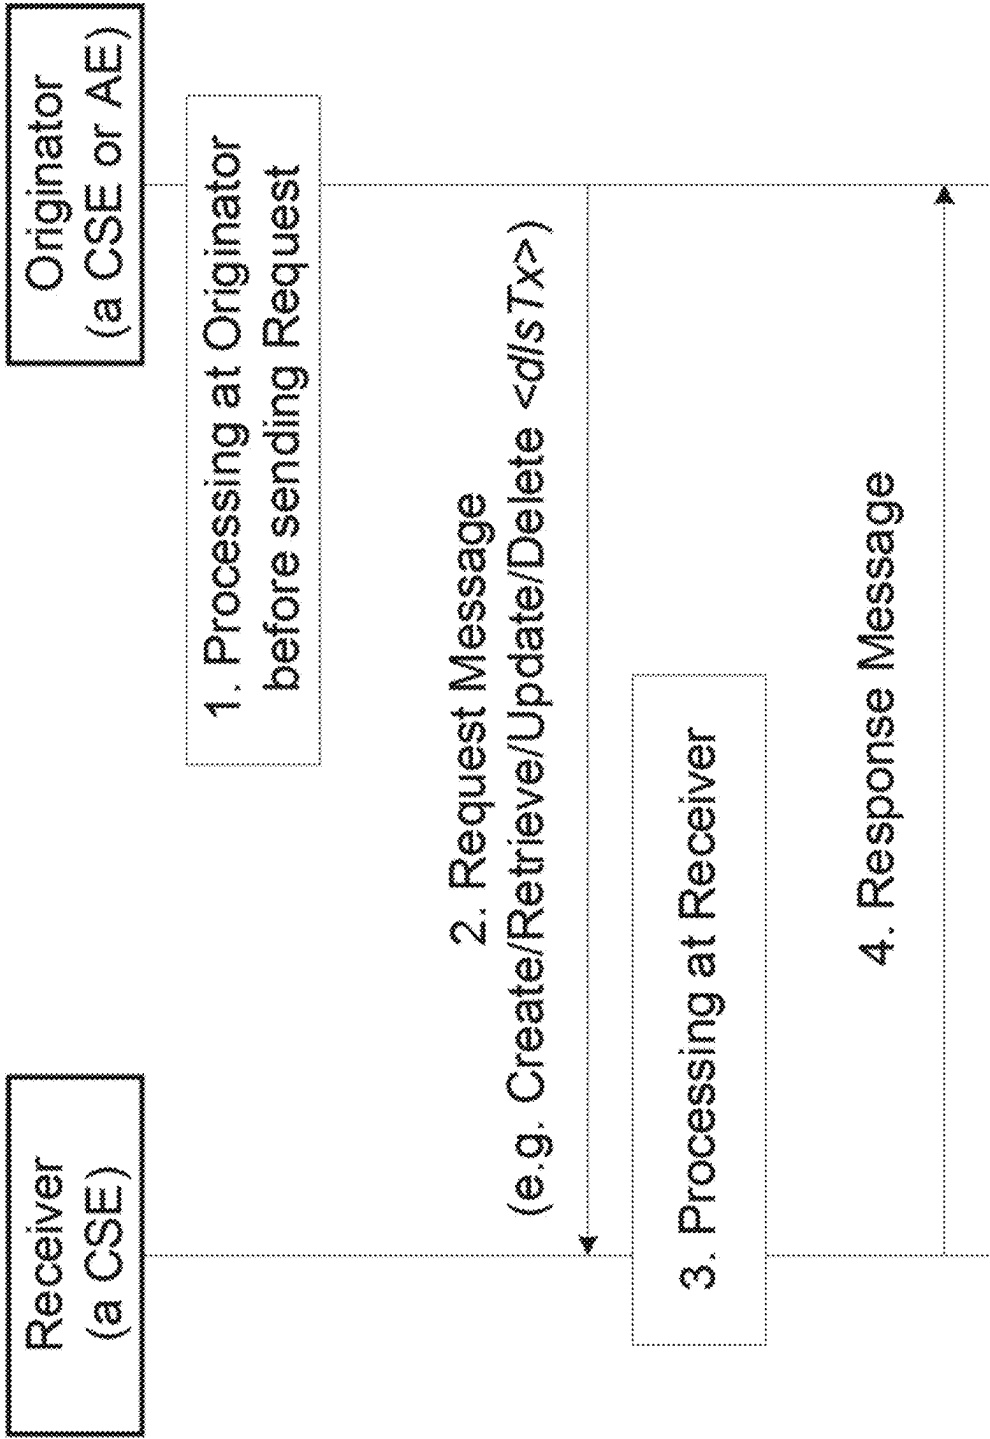 Receiver
(a CSE)
Originator
(a CSE or AE)
1. Processing at Originator
before sending Request
2. Request Message
(e.g. Create/Retrieve/Update/Delete <dlsTx>)
3. Processing at Receiver
4. Response Message